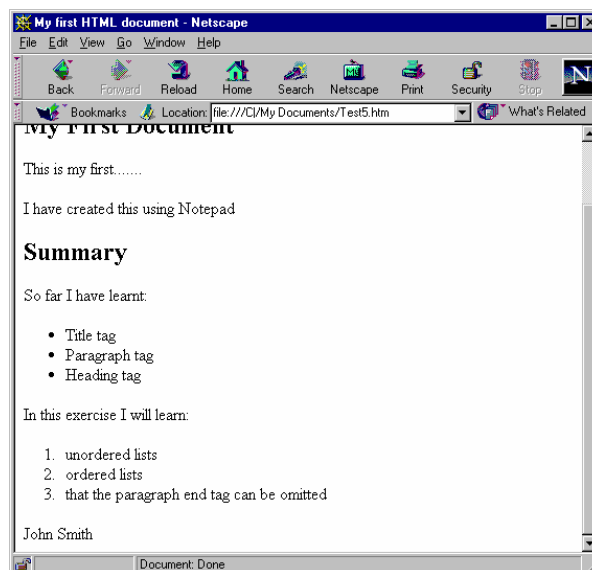 My first HTML document - Netscape
File Edit View Go Window Help
Back Forward Reload Home Search Netscape Print Security Stop N
Bookmarks Location: file:///C|/My Documents/Test5.htm What's Related
My First Document
This is my first.......
I have created this using Notepad
Summary
So far I have learnt:
• Title tag
• Paragraph tag
• Heading tag
In this exercise I will learn:
1. unordered lists
2. ordered lists
3. that the paragraph end tag can be omitted
John Smith
Document: Done